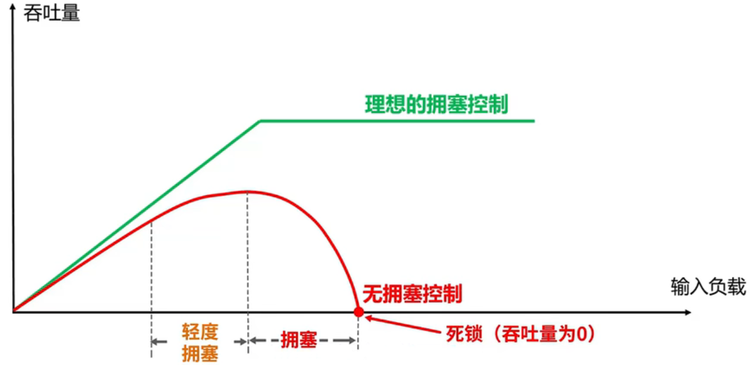 吞吐量
理想的拥塞控制
输入负载
无拥塞控制
轻度
拥塞
拥塞
死锁（吞吐量为0）